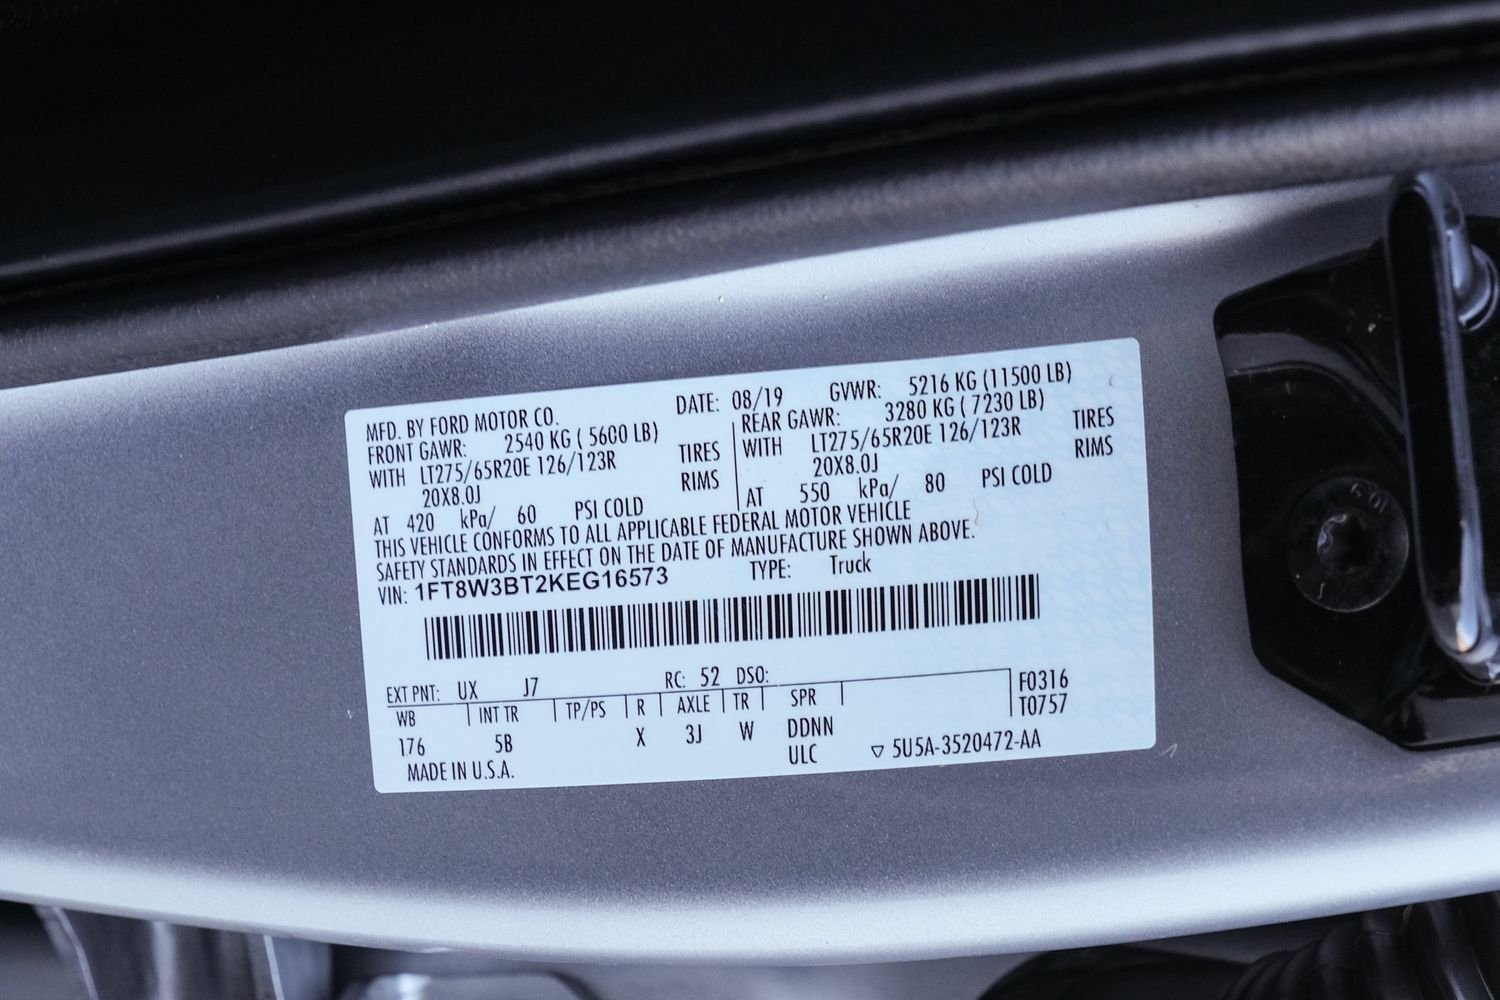 MFD. BY FORD MOTOR CO. DATE: 08/19 GVWR: 5216 KG (11500 LB)
FRONT GAWR: 2540 KG ( 5600 LB) REAR GAWR: 3280 KG ( 7230 LB)
WITH LT275/65R20E 126/123R TIRES WITH LT275/65R20E 126/123R TIRES
20X8.0J RIMS 20X8.0J RIMS
AT 420 kPa/ 60 PSI COLD AT 550 kPa/ 80 PSI COLD
THIS VEHICLE CONFORMS TO ALL APPLICABLE FEDERAL MOTOR VEHICLE
SAFETY STANDARDS IN EFFECT ON THE DATE OF MANUFACTURE SHOWN ABOVE.
VIN: 1FT8W3BT2KEG16573 TYPE: Truck
EXT PNT: UX J7 RC: 52 DSO:
WB INT TR TP/PS R AXLE TR SPR F0316
T0757
176 5B X 3J W DDNN
ULC ▽ 5U5A-3520472-AA
MADE IN U.S.A.